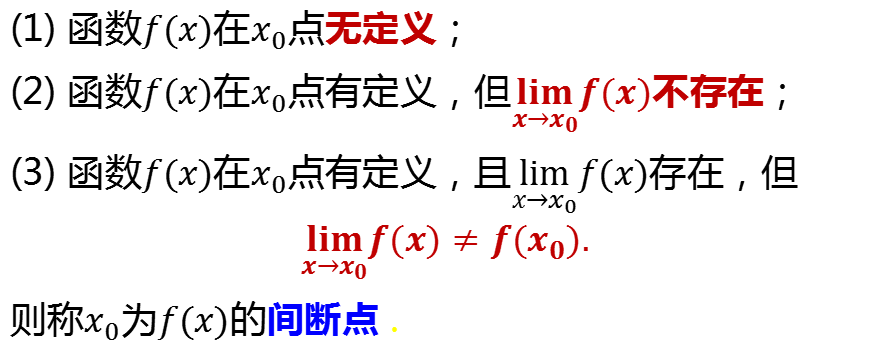 (1) 函数f(x)在x₀点无定义；
(2) 函数f(x)在x₀点有定义，但lim f(x)不存在；
x→x₀
(3) 函数f(x)在x₀点有定义，且lim f(x)存在，但
x→x₀
lim f(x) ≠ f(x₀).
x→x₀
则称x₀为f(x)的间断点 .